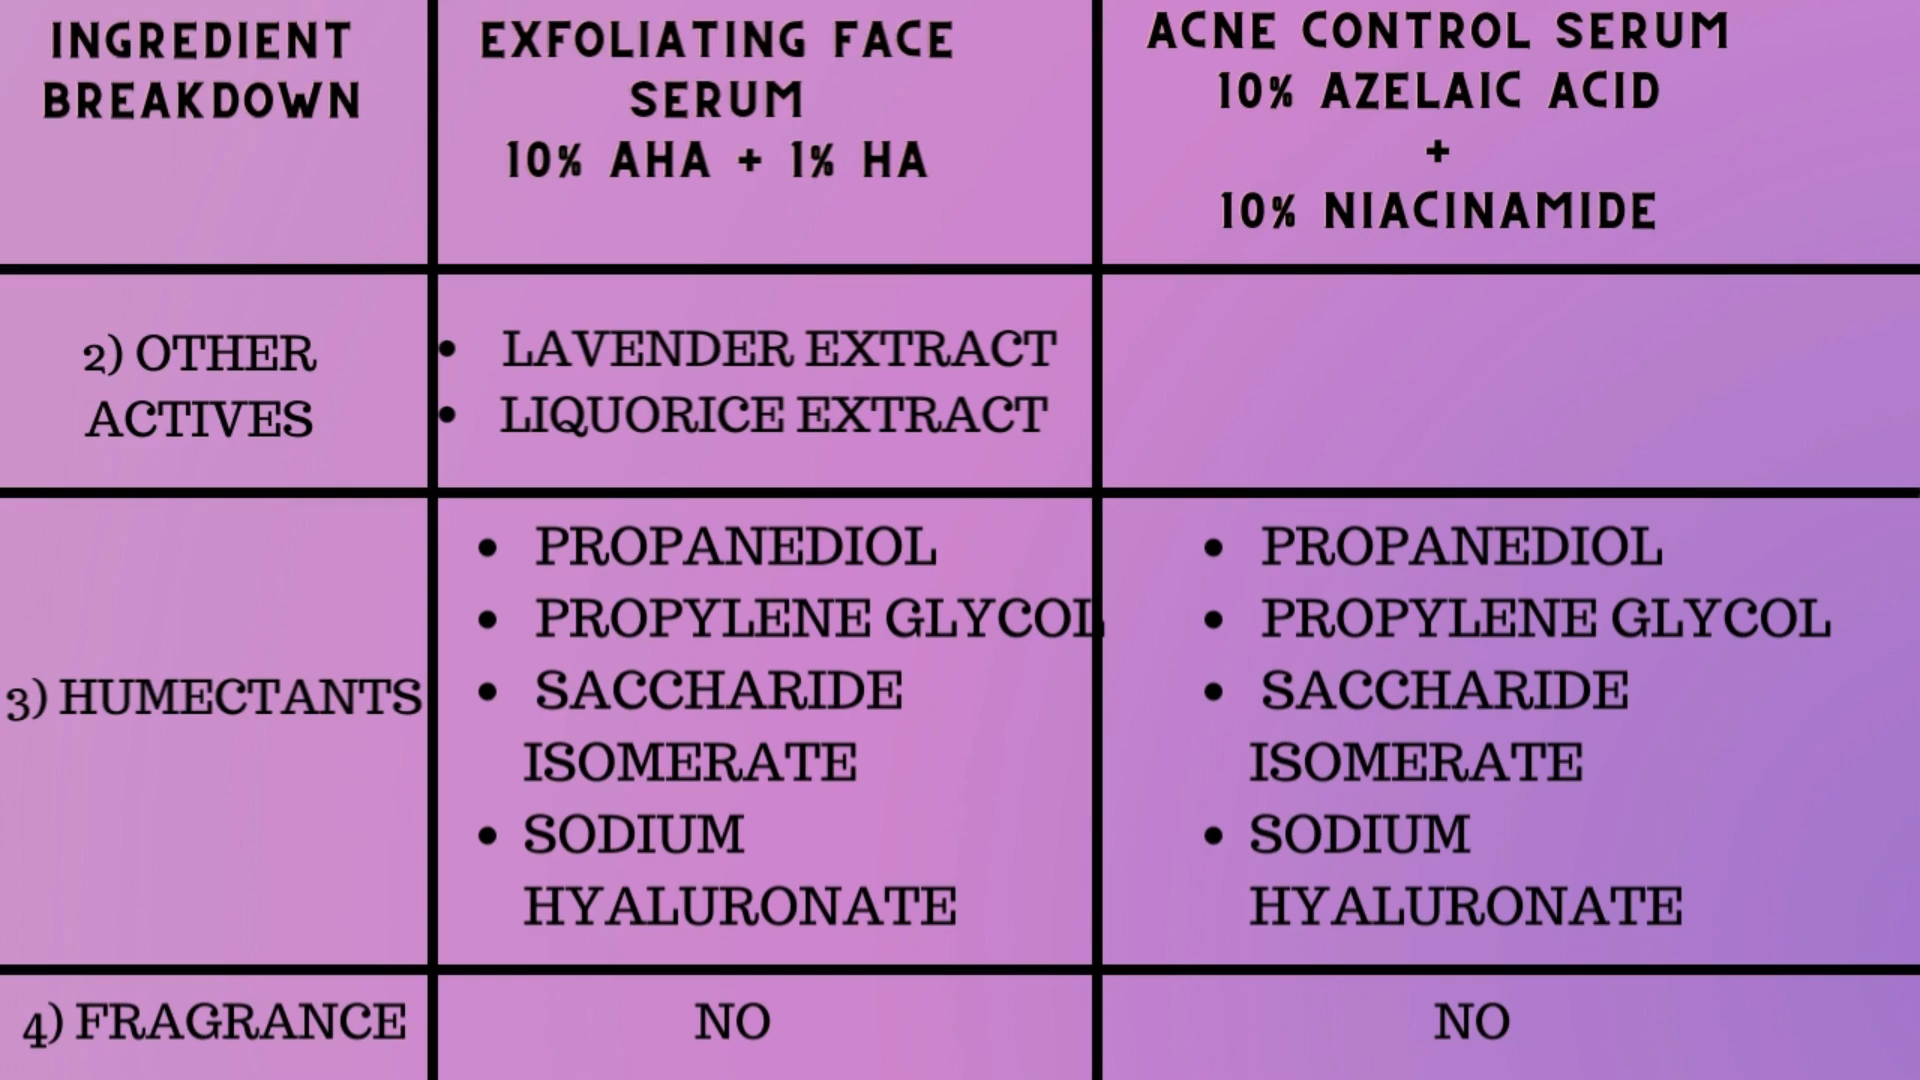 INGREDIENT
BREAKDOWN
EXFOLIATING FACE
SERUM
10% AHA + 1% HA
ACNE CONTROL SERUM
10% AZELAIC ACID
+
10% NIACINAMIDE
2) OTHER
ACTIVES
• LAVENDER EXTRACT
• LIQUORICE EXTRACT
3) HUMECTANTS
• PROPANEDIOL
• PROPYLENE GLYCOL
• SACCHARIDE
ISOMERATE
• SODIUM
HYALURONATE
• PROPANEDIOL
• PROPYLENE GLYCOL
• SACCHARIDE
ISOMERATE
• SODIUM
HYALURONATE
4) FRAGRANCE
NO
NO